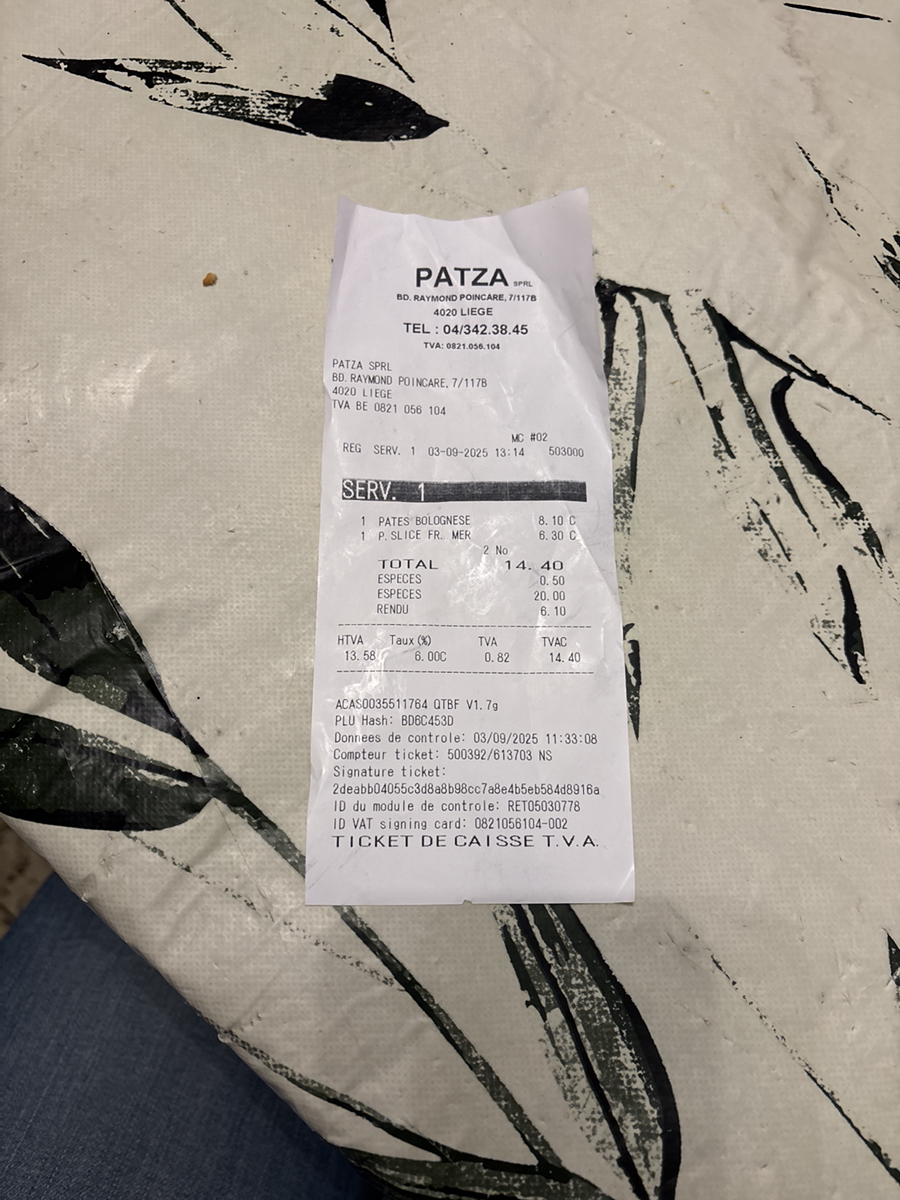 PATZA SPRL
BD. RAYMOND POINCARE, 7/117B
4020 LIEGE
TEL : 04/342.38.45
TVA: 0821.056.104
PATZA SPRL
BD. RAYMOND POINCARE, 7/117B
4020 LIEGE
TVA BE 0821 056 104
MC #02
REG SERV. 1 03-09-2025 13:14 503000
SERV. 1
1 PATES BOLOGNESE 8.10 C
1 P.SLICE FR. MER 6.30 C
2 No
TOTAL 14.40
ESPECES 0.50
ESPECES 20.00
RENDU 6.10
HTVA Taux(%) TVA TVAC
13.58 6.00C 0.82 14.40
ACAS0035511764 QTBF V1.7g
PLU Hash: BD6C453D
Donnees de controle: 03/09/2025 11:33:08
Compteur ticket: 500392/613703 NS
Signature ticket:
2deabb04055c3d8a8b98cc7a8e4b5eb584d8916a
ID du module de controle: RET05030778
ID VAT signing card: 0821056104-002
TICKET DE CAISSE T.V.A.